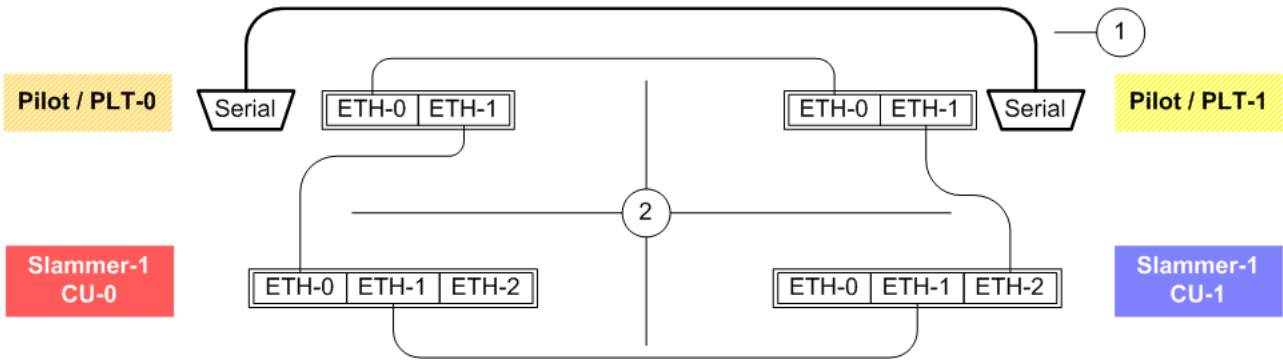 1
Pilot / PLT-0
Serial
ETH-0 ETH-1
ETH-0 ETH-1
Serial
Pilot / PLT-1
2
Slammer-1
CU-0
ETH-0 ETH-1 ETH-2
ETH-0 ETH-1 ETH-2
Slammer-1
CU-1